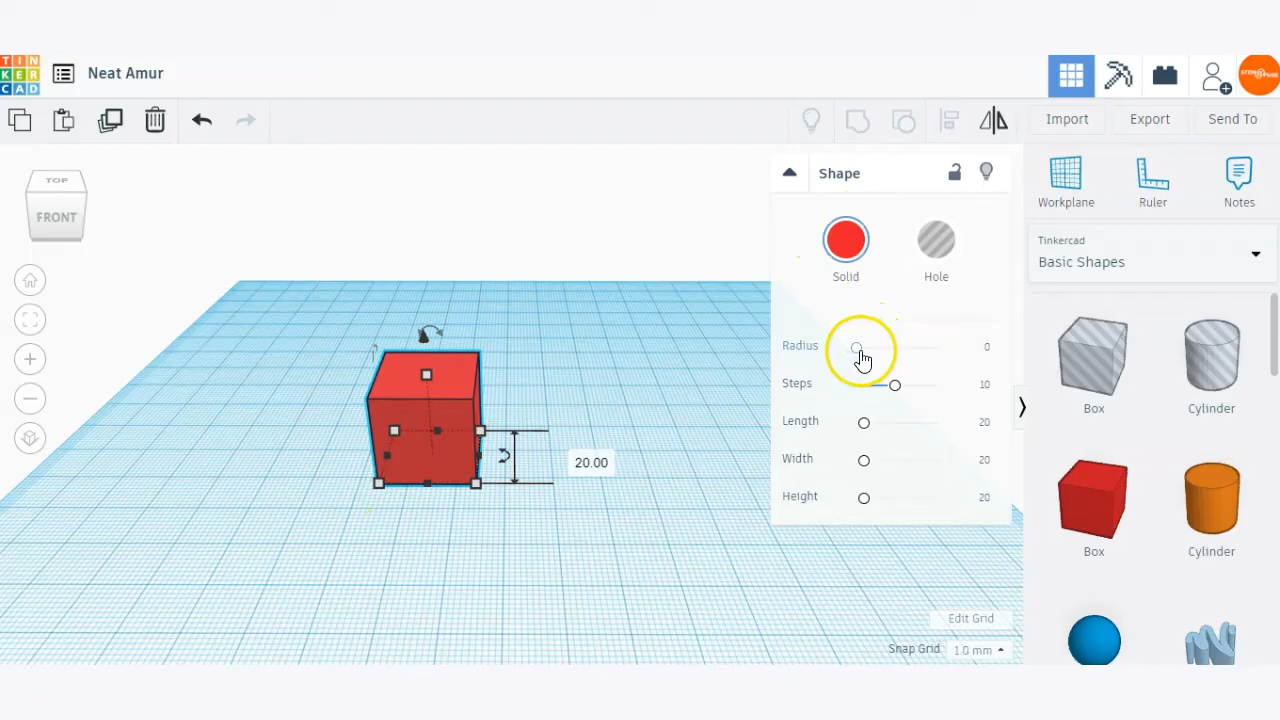 TIN
KER
CAD
Neat Amur
Import
Export
Send To
TOP
FRONT
Shape
Solid
Hole
Radius 0
Steps 10
Length 20
Width 20
Height 20
20.00
Workplane
Ruler
Notes
Tinkercad
Basic Shapes
Box
Cylinder
Box
Cylinder
Edit Grid
Snap Grid 1.0 mm